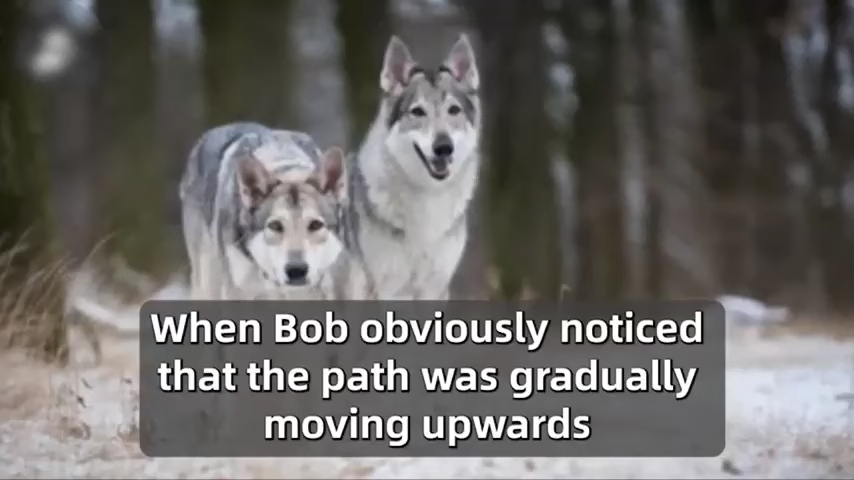 When Bob obviously noticed
that the path was gradually
moving upwards